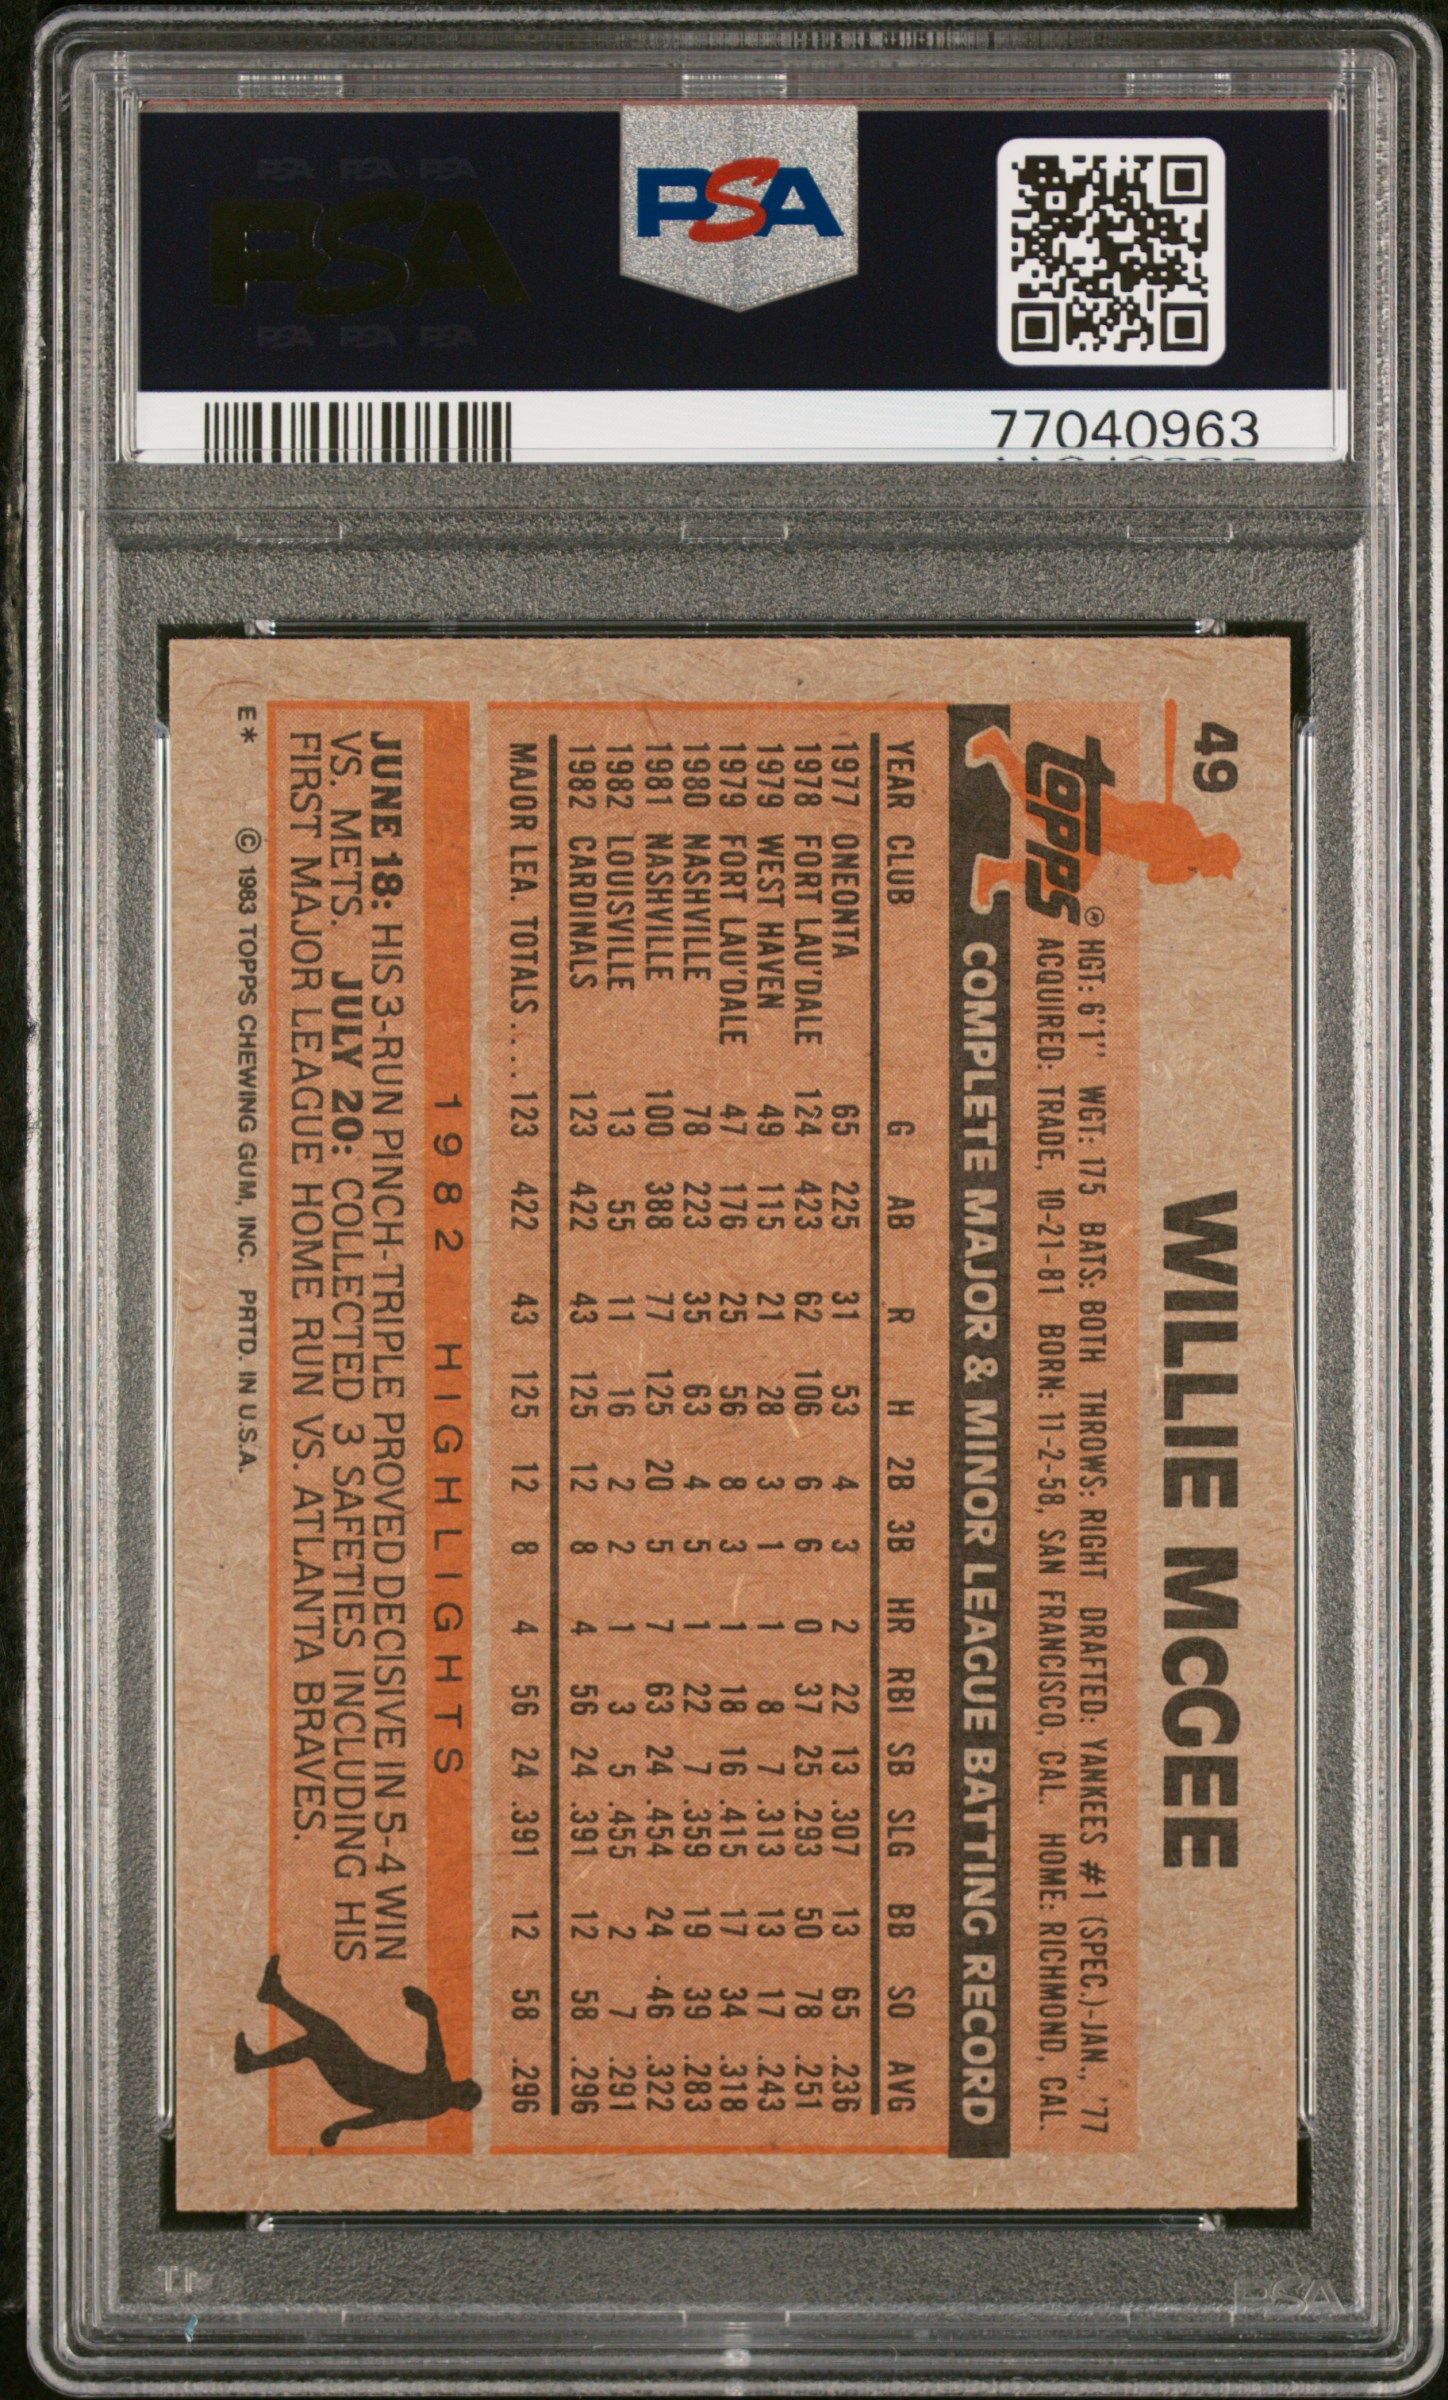 PSA PSA PSA
PSA
PSA PSA PSA
PSA
77040963
49
WILLIE McGEE
topps®
HGT: 6'1" WGT: 175 BATS: BOTH THROWS: RIGHT DRAFTED: YANKEES #1 (SPEC.)-JAN., '77
ACQUIRED: TRADE, 10-21-81 BORN: 11-2-58, SAN FRANCISCO, CAL. HOME: RICHMOND, CAL.
COMPLETE MAJOR & MINOR LEAGUE BATTING RECORD
YEAR CLUB G AB R H 2B 3B HR RBI SB SLG BB SO AVG
1977 ONEONTA 65 225 31 53 4 3 2 22 13 .307 13 65 .236
1978 FORT LAU'DALE 124 423 62 106 6 6 0 37 25 .293 50 78 .251
1979 WEST HAVEN 49 115 21 28 3 1 1 8 7 .313 13 17 .243
1979 FORT LAU'DALE 47 176 25 56 8 3 1 18 16 .415 17 34 .318
1980 NASHVILLE 78 223 35 63 4 5 1 22 7 .359 19 39 .283
1981 NASHVILLE 100 388 77 125 20 5 7 63 24 .454 24 46 .322
1982 LOUISVILLE 13 55 11 16 2 2 1 3 5 .455 2 7 .291
1982 CARDINALS 123 422 43 125 12 8 4 56 24 .391 12 58 .296
MAJOR LEA. TOTALS.... 123 422 43 125 12 8 4 56 24 .391 12 58 .296
1982 HIGHLIGHTS
JUNE 18: HIS 3-RUN PINCH-TRIPLE PROVED DECISIVE IN 5-4 WIN
VS. METS. JULY 20: COLLECTED 3 SAFETIES INCLUDING HIS
FIRST MAJOR LEAGUE HOME RUN VS. ATLANTA BRAVES.
E* © 1983 TOPPS CHEWING GUM, INC. PRTD. IN U.S.A.
PSA